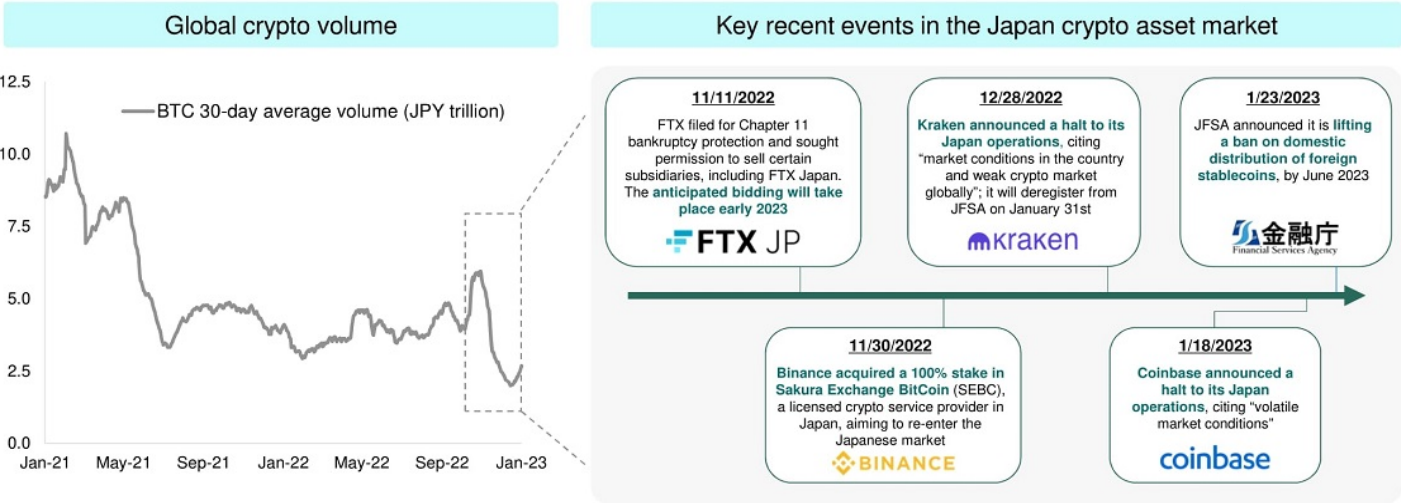 Global crypto volume
12.5
10.0
7.5
5.0
2.5
0.0
BTC 30-day average volume (JPY trillion)
Jan-21 May-21 Sep-21 Jan-22 May-22 Sep-22 Jan-23
Key recent events in the Japan crypto asset market
11/11/2022
FTX filed for Chapter 11
bankruptcy protection and sought
permission to sell certain
subsidiaries, including FTX Japan.
The anticipated bidding will take
place early 2023
FTX JP
12/28/2022
Kraken announced a halt to its
Japan operations, citing
“market conditions in the country
and weak crypto market
globally”; it will deregister from
JFSA on January 31st
mkraken
1/23/2023
JFSA announced it is lifting
a ban on domestic
distribution of foreign
stablecoins, by June 2023
金融庁
Financial Services Agency
11/30/2022
Binance acquired a 100% stake in
Sakura Exchange BitCoin (SEBC),
a licensed crypto service provider in
Japan, aiming to re-enter the
Japanese market
BINANCE
1/18/2023
Coinbase announced a
halt to its Japan
operations, citing “volatile
market conditions”
coinbase